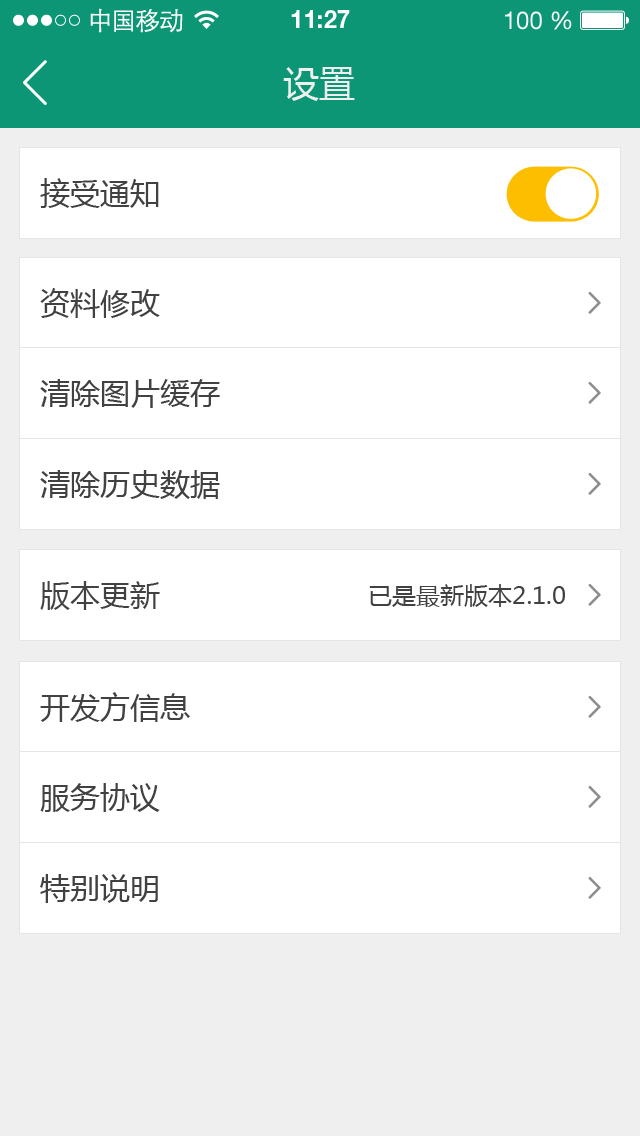 中国移动 11:27 100 %
设置
接受通知
资料修改
清除图片缓存
清除历史数据
版本更新 已是最新版本2.1.0
开发方信息
服务协议
特别说明